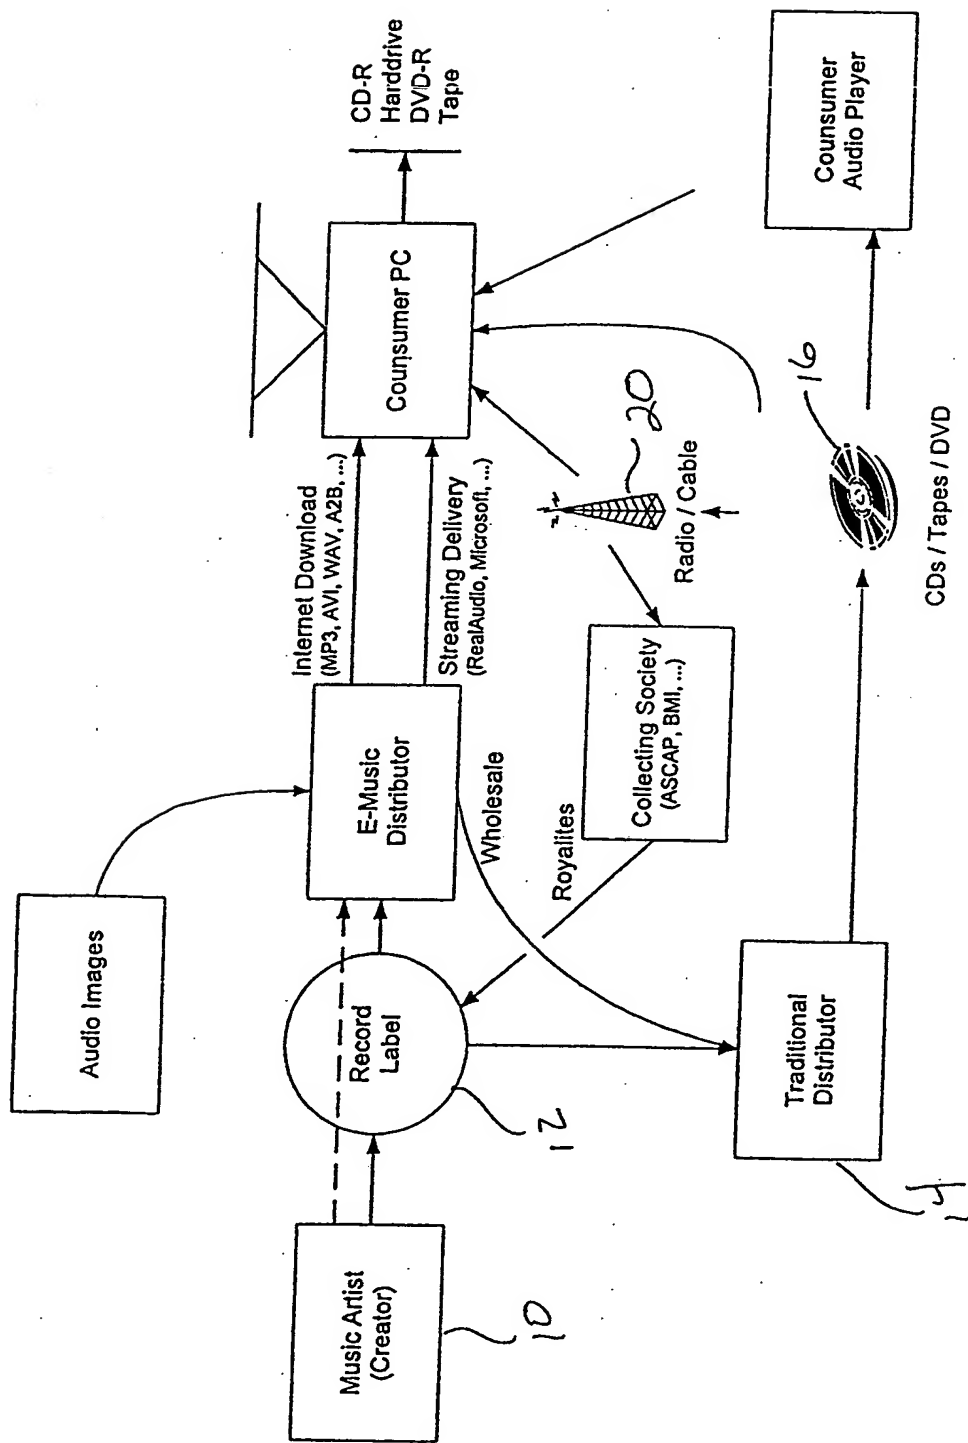 Audio Images
Music Artist
(Creator)
10
Record
Label
12
E-Music
Distributor
Internet Download
(MP3, AVI, WAV, A2B, ...)
Streaming Delivery
(RealAudio, Microsoft, ...)
Counsumer PC
CD-R
Harddrive
DVD-R
Tape
Wholesale
Royalites
Collecting Society
(ASCAP, BMI, ...)
Radio / Cable
20
Traditional
Distributor
14
CDs / Tapes / DVD
16
Counsumer
Audio Player